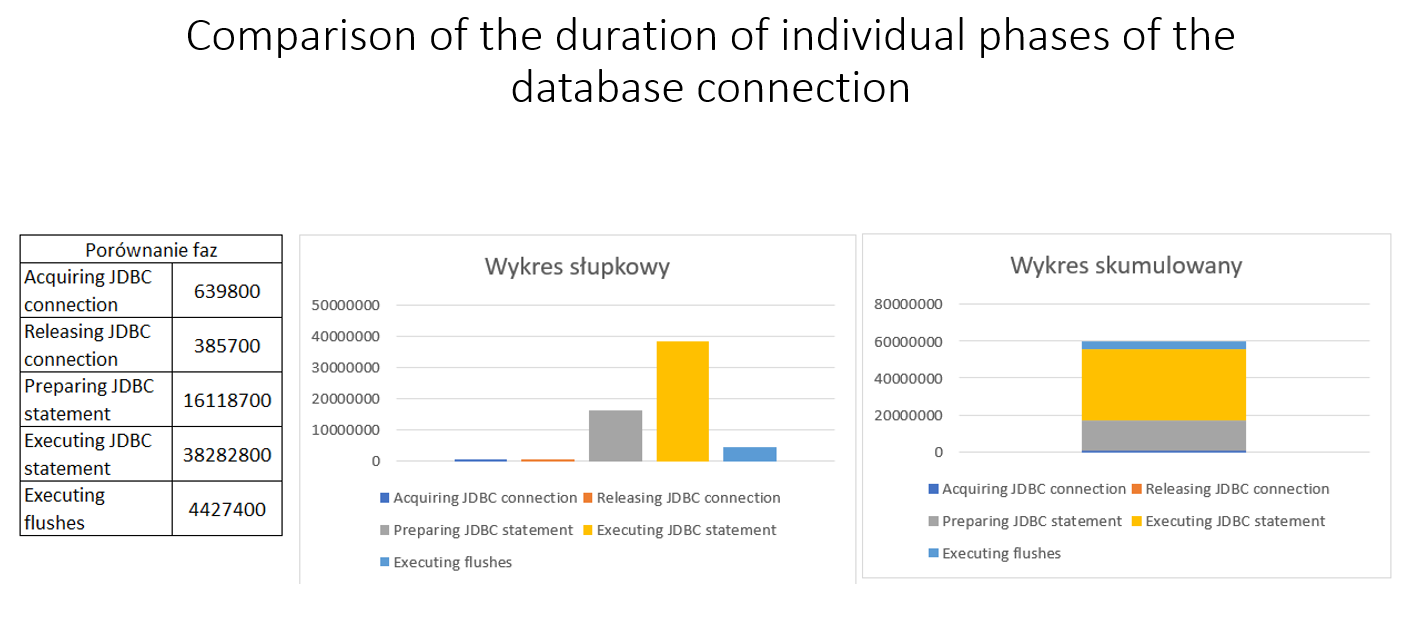 Comparison of the duration of individual phases of the
database connection
Porównanie faz
Acquiring JDBC
connection
639800
Releasing JDBC
connection
385700
Preparing JDBC
statement
16118700
Executing JDBC
statement
38282800
Executing
flushes
4427400
Wykres słupkowy
50000000
40000000
30000000
20000000
10000000
0
Acquiring JDBC connection Releasing JDBC connection
Preparing JDBC statement Executing JDBC statement
Executing flushes
Wykres skumulowany
80000000
60000000
40000000
20000000
0
Acquiring JDBC connection Releasing JDBC connection
Preparing JDBC statement Executing JDBC statement
Executing flushes